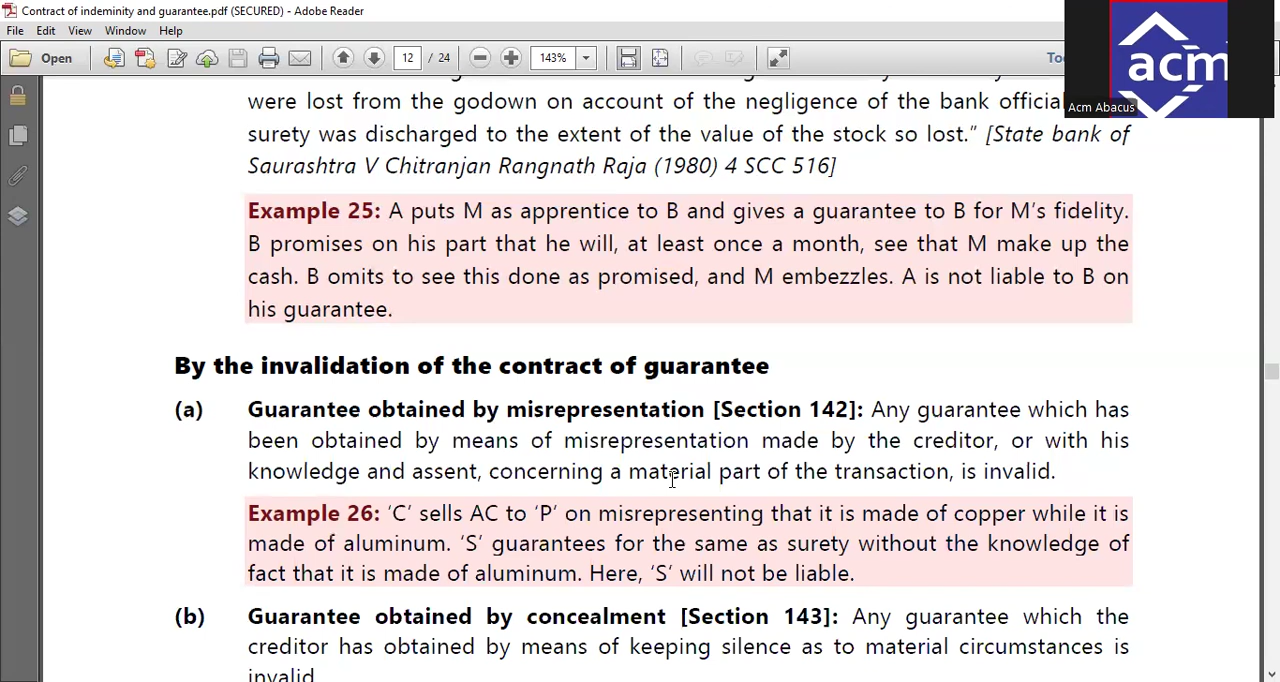 Contract of indeminity and guarantee.pdf (SECURED) - Adobe Reader
File Edit View Window Help
Open 12 / 24 143%
acm
Acm Abacus
were lost from the godown on account of the negligence of the bank official
surety was discharged to the extent of the value of the stock so lost.” [State bank of
Saurashtra V Chitranjan Rangnath Raja (1980) 4 SCC 516]
Example 25: A puts M as apprentice to B and gives a guarantee to B for M’s fidelity.
B promises on his part that he will, at least once a month, see that M make up the
cash. B omits to see this done as promised, and M embezzles. A is not liable to B on
his guarantee.
By the invalidation of the contract of guarantee
(a) Guarantee obtained by misrepresentation [Section 142]: Any guarantee which has
been obtained by means of misrepresentation made by the creditor, or with his
knowledge and assent, concerning a material part of the transaction, is invalid.
Example 26: ‘C’ sells AC to ‘P’ on misrepresenting that it is made of copper while it is
made of aluminum. ‘S’ guarantees for the same as surety without the knowledge of
fact that it is made of aluminum. Here, ‘S’ will not be liable.
(b) Guarantee obtained by concealment [Section 143]: Any guarantee which the
creditor has obtained by means of keeping silence as to material circumstances is
invalid.